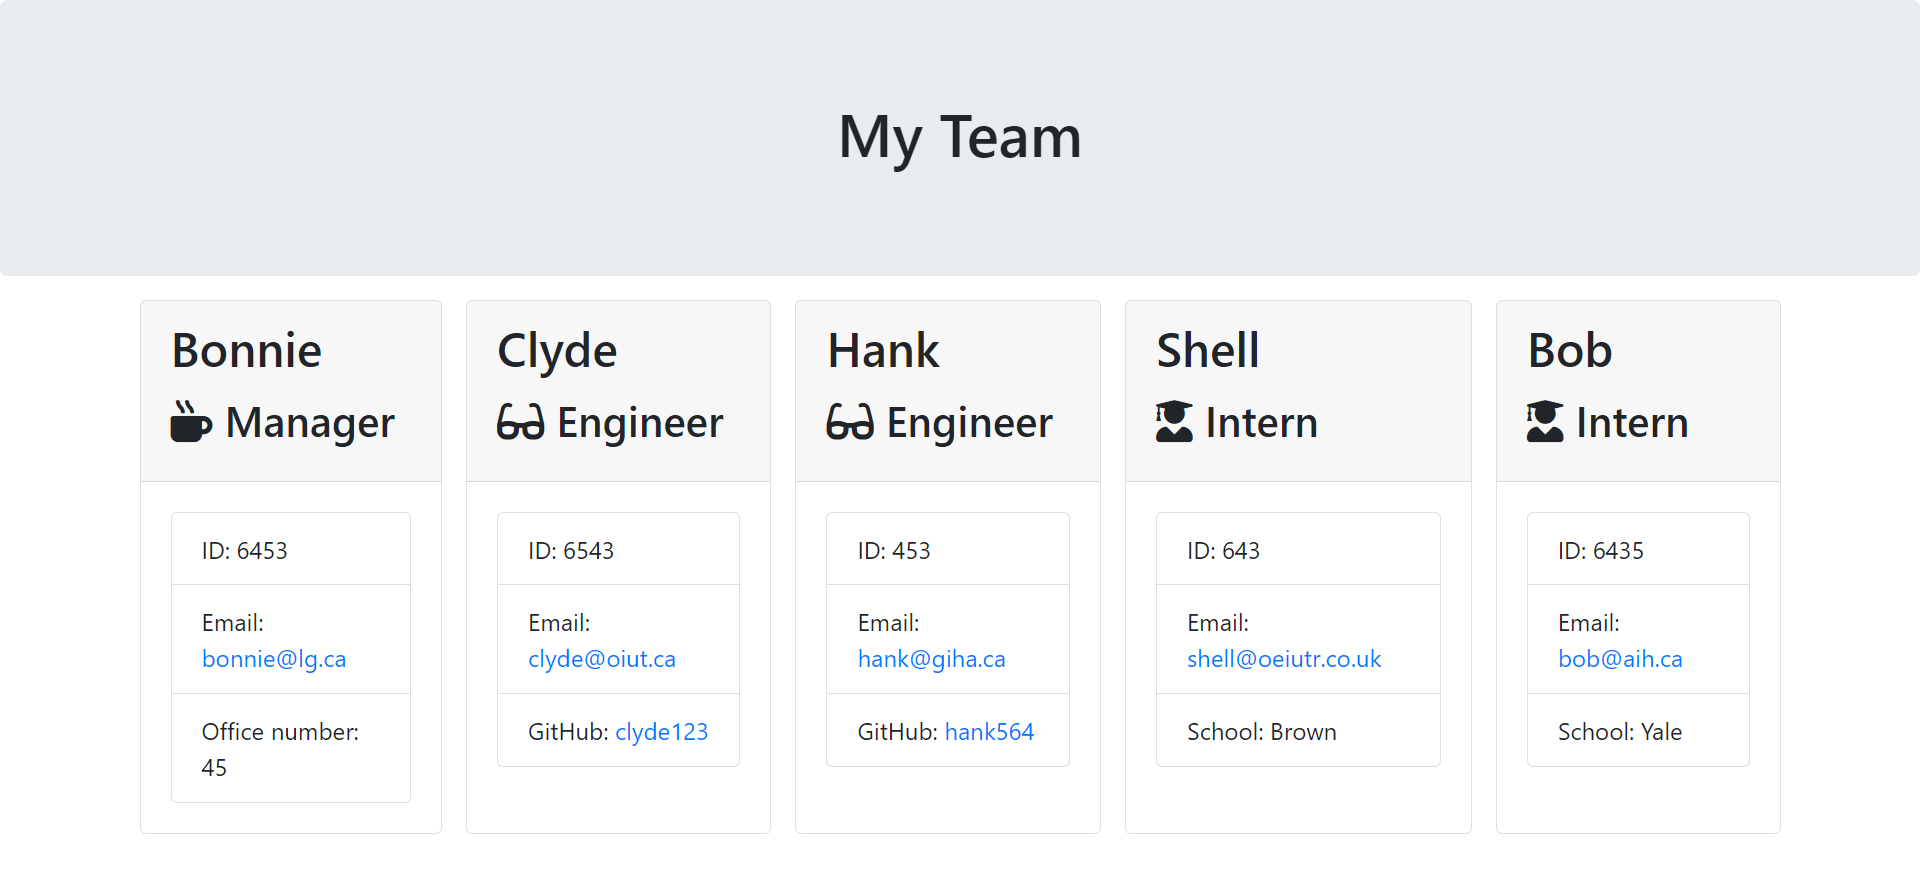 My Team
Bonnie
Manager
ID: 6453
Email:
bonnie@lg.ca
Office number:
45
Clyde
Engineer
ID: 6543
Email:
clyde@oiut.ca
GitHub: clyde123
Hank
Engineer
ID: 453
Email:
hank@giha.ca
GitHub: hank564
Shell
Intern
ID: 643
Email:
shell@oeiutr.co.uk
School: Brown
Bob
Intern
ID: 6435
Email:
bob@aih.ca
School: Yale